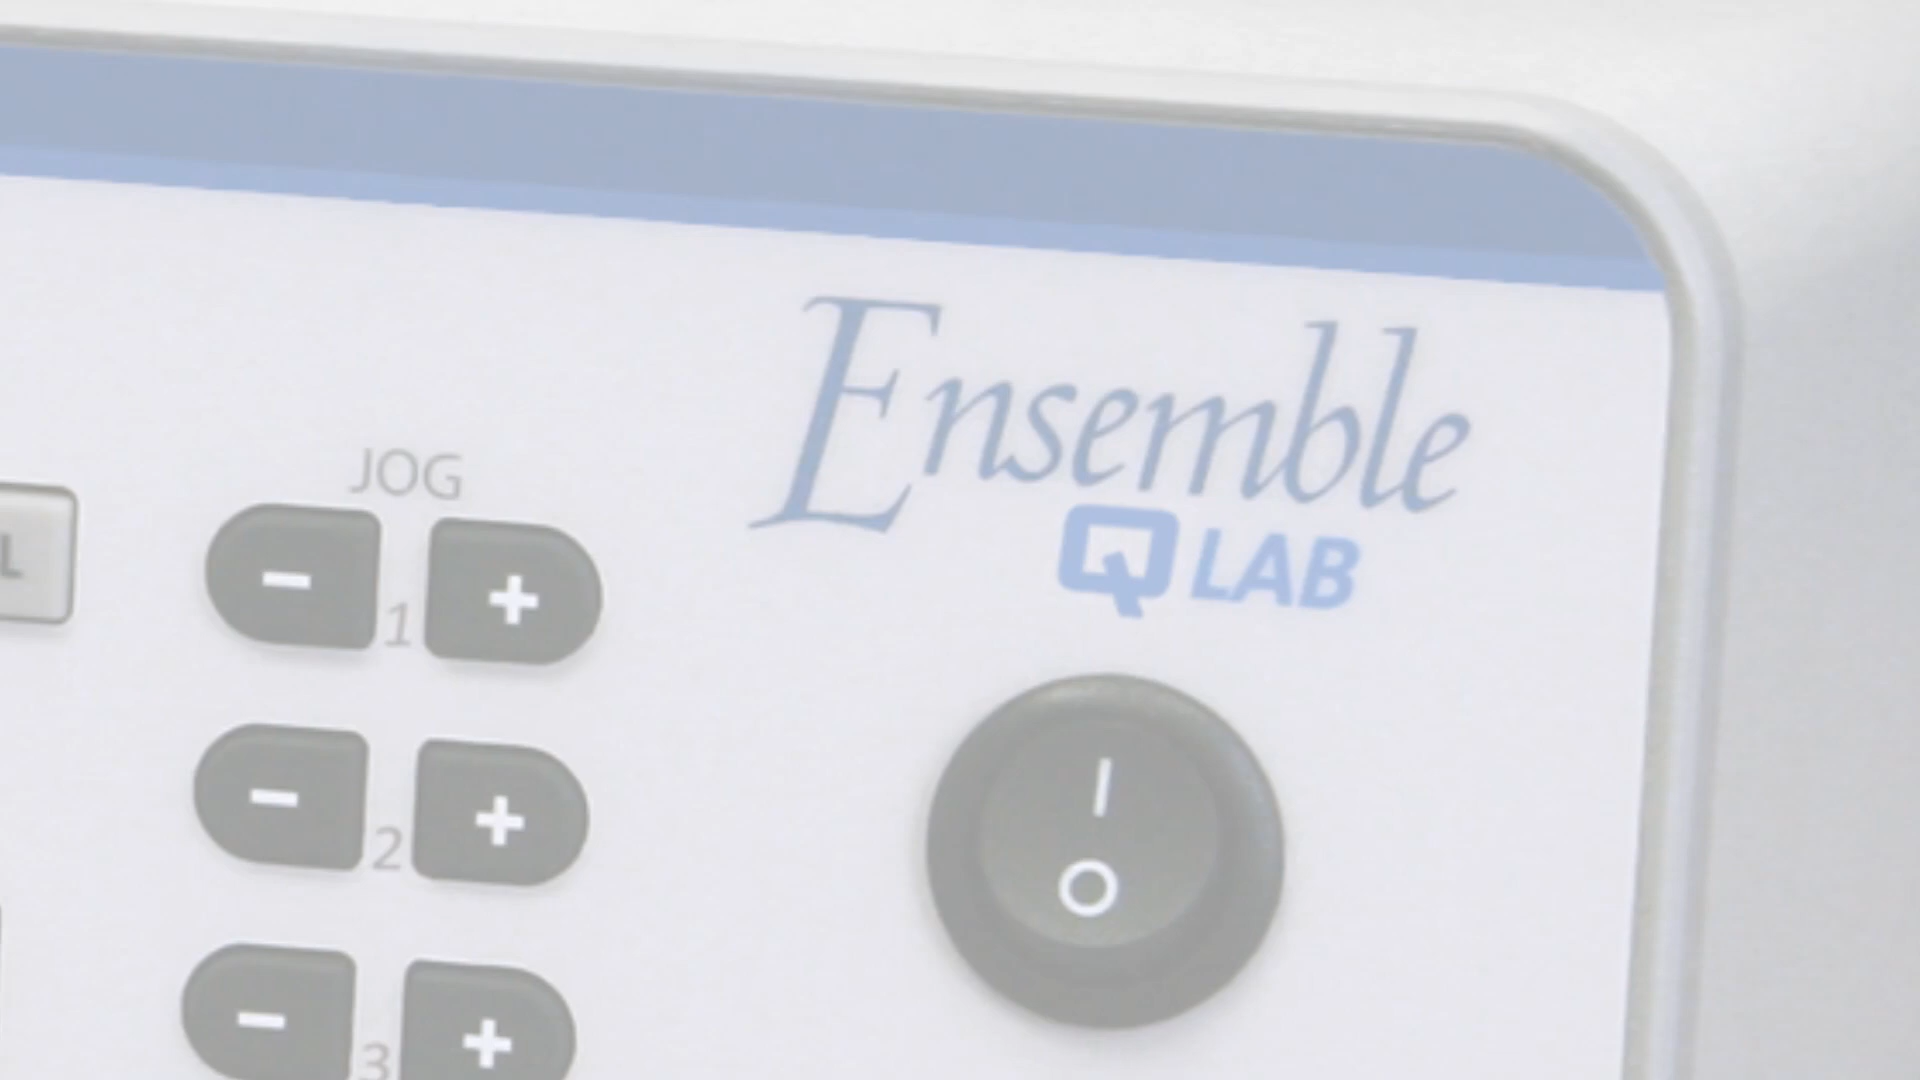 Ensemble
Q LAB
JOG
L
- 1 +
- 2 +
- 3 +
I
O